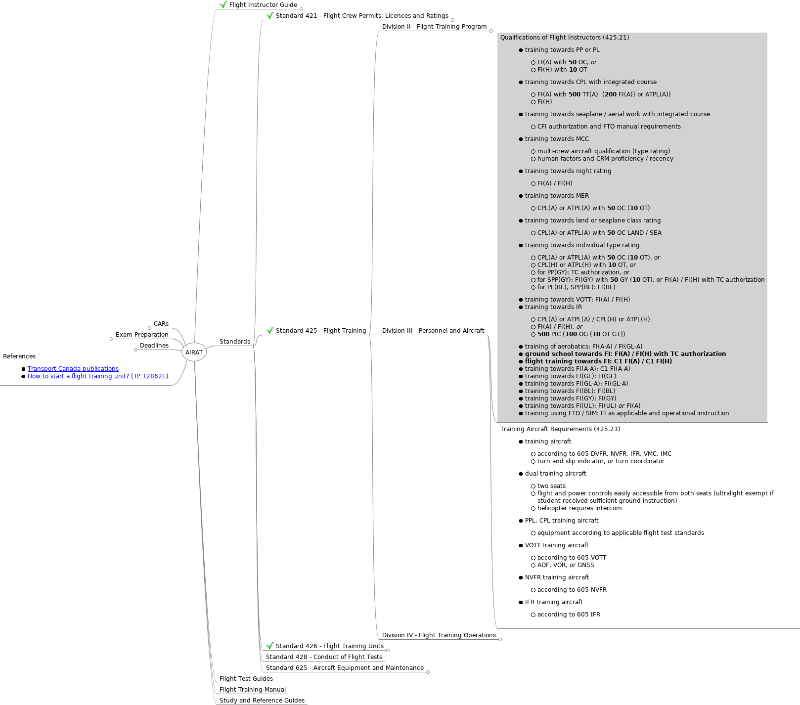 Flight Instructor Guide
Standard 421 - Flight Crew Permits, Licences and Ratings
Division II - Flight Training Program
Qualifications of Flight Instructors (425.21)
training towards PP or PL
FI(A) with 50 OC, or
FI(H) with 10 OT
training towards CPL with integrated course
FI(A) with 500 TT(A) (200 FI(A)) or ATPL(A))
FI(H)
training towards seaplane / aerial work with integrated course
CFI authorization and FTO manual requirements
training towards MCC
multi-crew aircraft qualification (type rating)
human factors and CRM proficiency / recency
training towards night rating
FI(A) / FI(H)
training towards MER
CPL(A) or ATPL(A) with 50 OC (10 OT)
training towards land or seaplane class rating
CPL(A) or ATPL(A) with 50 OC LAND / SEA
training towards individual type rating
CPL(A) or ATPL(A) with 50 OC (10 OT), or
CPL(H) or ATPL(H) with 10 OT, or
for PP(GY): TC authorization, or
for SPP(GY): FI(GY) with 50 GY (10 OT), or FI(A) / FI(H) with TC authorization
for PL(BL), SPP(BL): FI(BL)
training towards VOTT: FI(A) / FI(H)
training towards IR
CPL(A) or ATPL(A) / CPL(H) or ATPL(H)
FI(A) / FI(H), or
500 PIC (100 OG (10 OT G1))
training of aerobatics: FI(A-A) / FI(GL-A)
ground school towards FI: FI(A) / FI(H) with TC authorization
flight training towards FI: C1 FI(A) / C1 FI(H)
training towards FI(A-A): C1 FI(A-A)
training towards FI(GL): FI(GL)
training towards FI(GL-A): FI(GL-A)
training towards FI(BL): FI(BL)
training towards FI(GY): FI(GY)
training towards FI(UL): FI(UL) or FI(A)
training using FTD / SIM: FI as applicable and operational instruction
CARs
Exam Preparation
Deadlines
AIRAT
Standards
Standard 425 - Flight Training
Division III - Personnel and Aircraft
References
Transport Canada publications
How to start a flight training unit? (TP 12862E)
Training Aircraft Requirements (425.23)
training aircraft
according to 605 DVFR, NVFR, IFR, VMC, IMC
turn and slip indicator, or turn coordinator
dual training aircraft
two seats
flight and power controls easily accessible from both seats (ultralight exempt if
student received sufficient ground instruction)
helicopter requires intercom
PPL, CPL training aircraft
equipment according to applicable flight test standards
VOTT training aircraft
according to 605 VOTT
ADF, VOR, or GNSS
NVFR training aircraft
according to 605 NVFR
IFR training aircraft
according to 605 IFR
Division IV - Flight Training Operations
Standard 426 - Flight Training Units
Standard 428 - Conduct of Flight Tests
Standard 625 - Aircraft Equipment and Maintenance
Flight Test Guides
Flight Training Manual
Study and Reference Guides